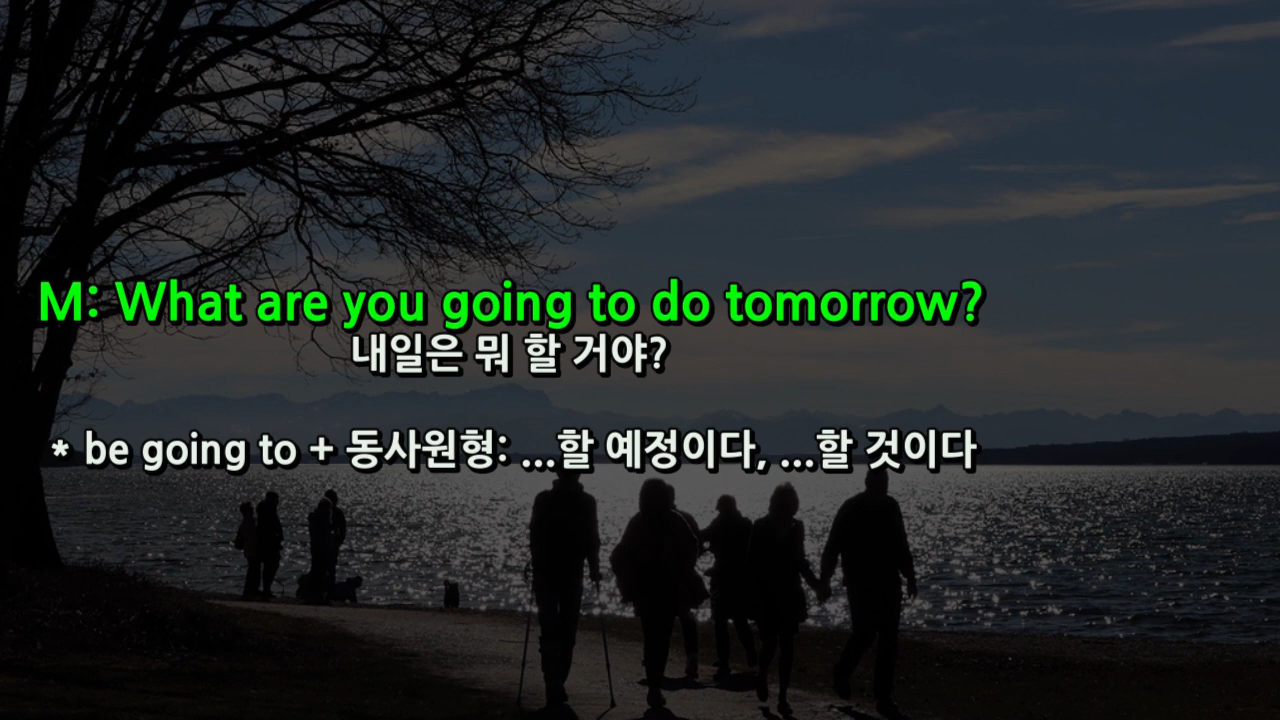 M: What are you going to do tomorrow?
내일은 뭐 할 거야?
* be going to + 동사원형: ...할 예정이다, ...할 것이다